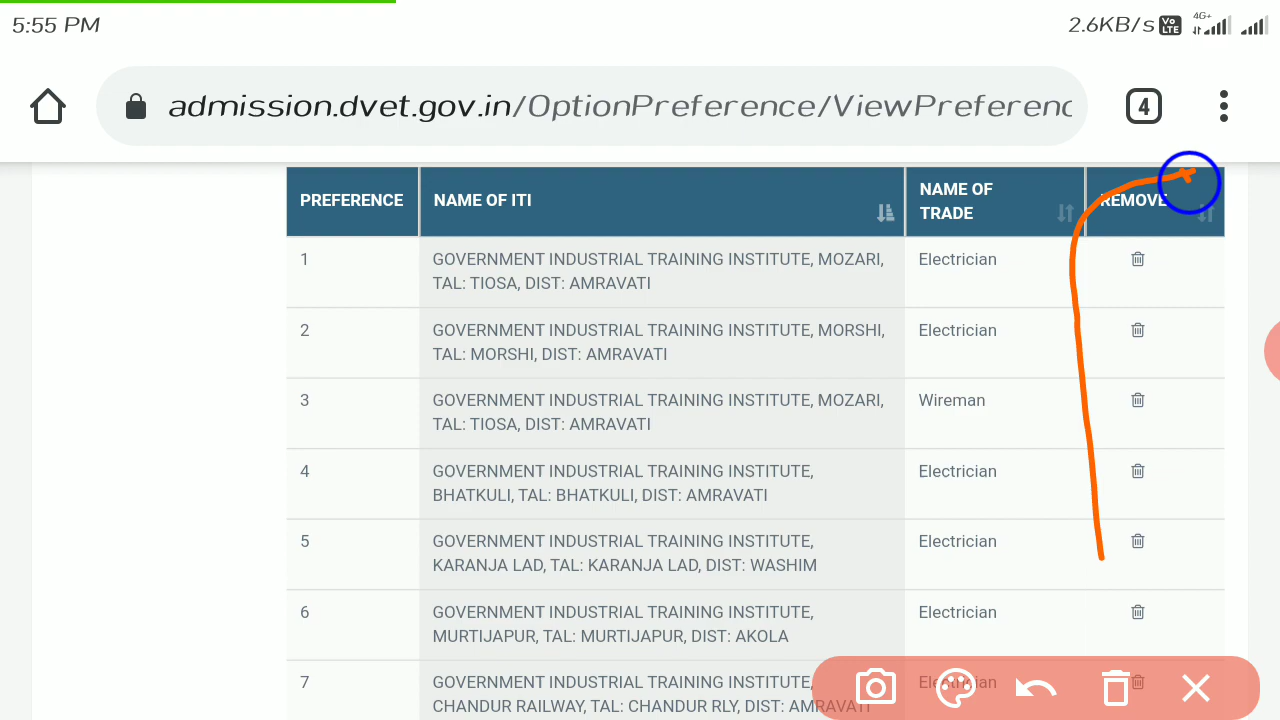 5:55 PM
2.6KB/s Vo LTE 4G+
admission.dvet.gov.in/OptionPreference/ViewPreferenc
4
PREFERENCE NAME OF ITI NAME OF TRADE REMOVE
1 GOVERNMENT INDUSTRIAL TRAINING INSTITUTE, MOZARI, Electrician
TAL: TIOSA, DIST: AMRAVATI
2 GOVERNMENT INDUSTRIAL TRAINING INSTITUTE, MORSHI, Electrician
TAL: MORSHI, DIST: AMRAVATI
3 GOVERNMENT INDUSTRIAL TRAINING INSTITUTE, MOZARI, Wireman
TAL: TIOSA, DIST: AMRAVATI
4 GOVERNMENT INDUSTRIAL TRAINING INSTITUTE, Electrician
BHATKULI, TAL: BHATKULI, DIST: AMRAVATI
5 GOVERNMENT INDUSTRIAL TRAINING INSTITUTE, Electrician
KARANJA LAD, TAL: KARANJA LAD, DIST: WASHIM
6 GOVERNMENT INDUSTRIAL TRAINING INSTITUTE, Electrician
MURTIJAPUR, TAL: MURTIJAPUR, DIST: AKOLA
7 GOVERNMENT INDUSTRIAL TRAINING INSTITUTE, Electrician
CHANDUR RAILWAY, TAL: CHANDUR RLY, DIST: AMRAVATI